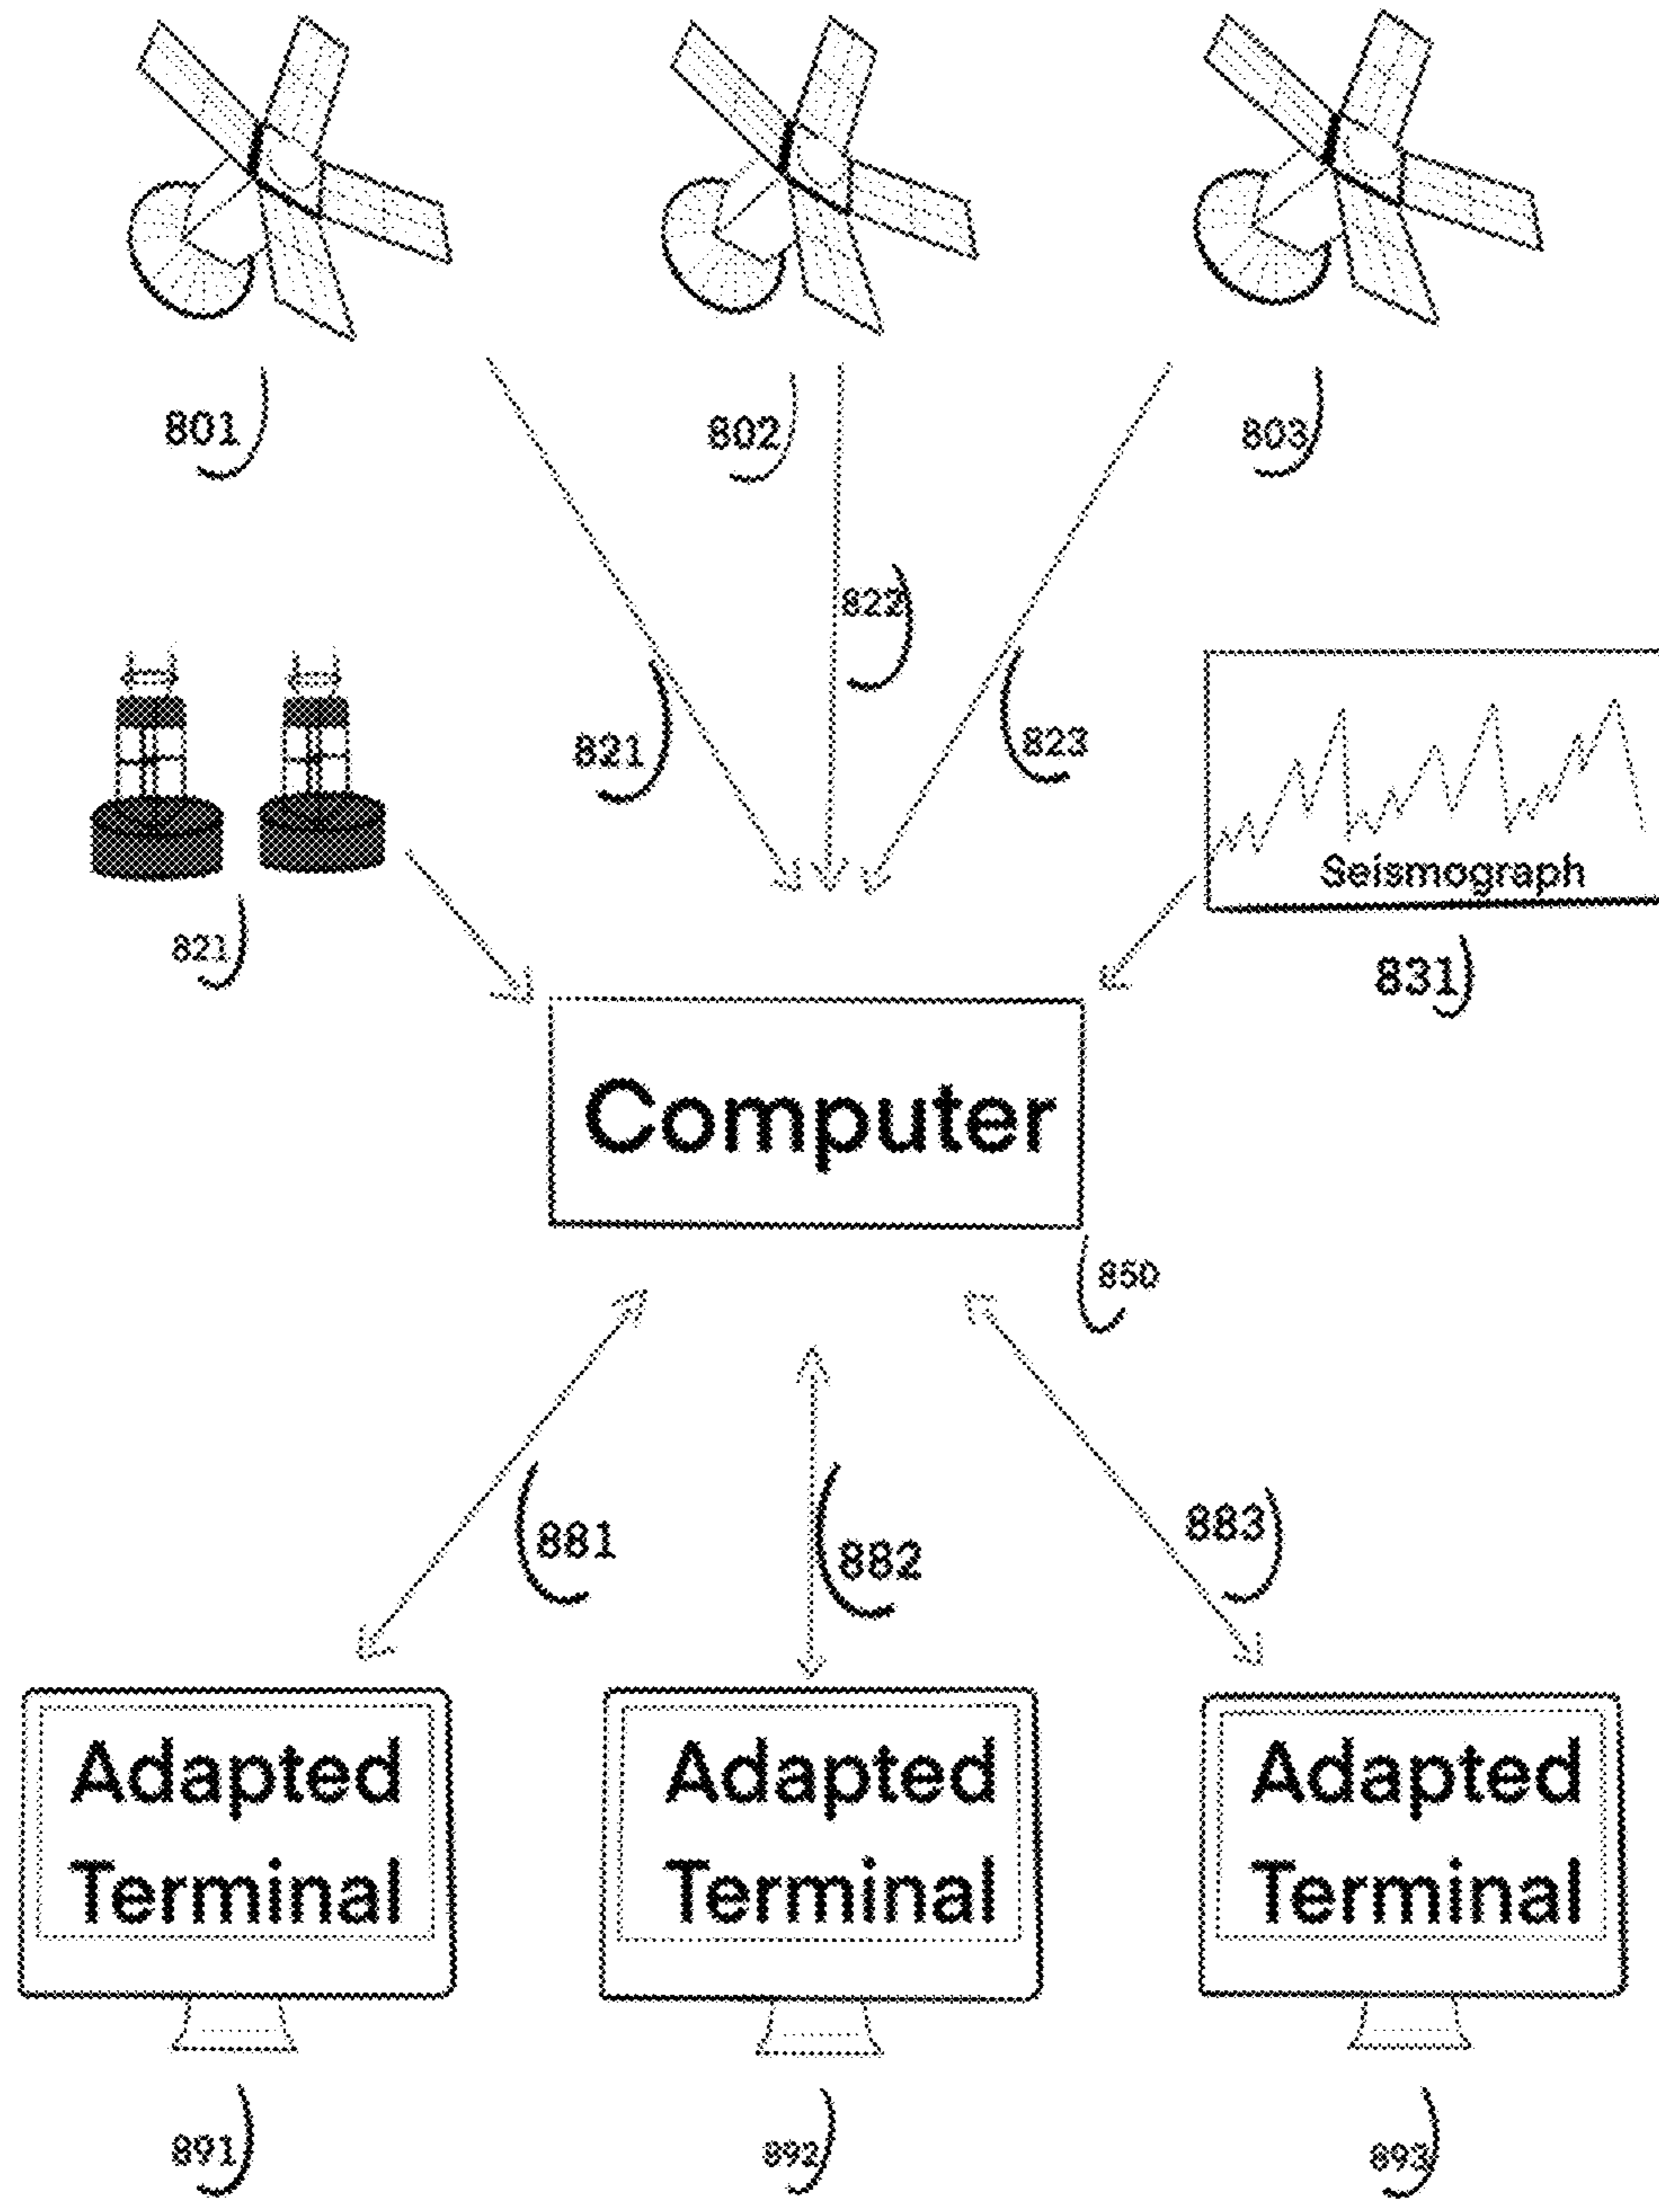 801
802
803
822
821
823
Seismograph
821
831
Computer
850
881
882
883
Adapted
Terminal
Adapted
Terminal
Adapted
Terminal
891
892
893